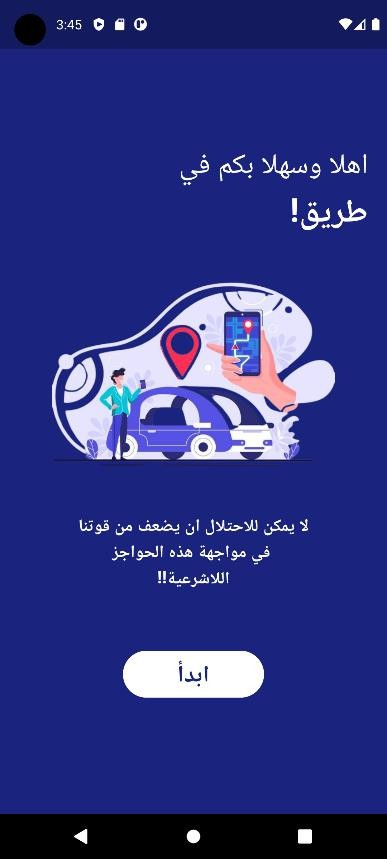 3:45
اهلا وسهلا بكم في
طريق!
لا يمكن للاحتلال ان يضعف من قوتنا
في مواجهة هذه الحواجز
اللاشرعية!!
ابدأ